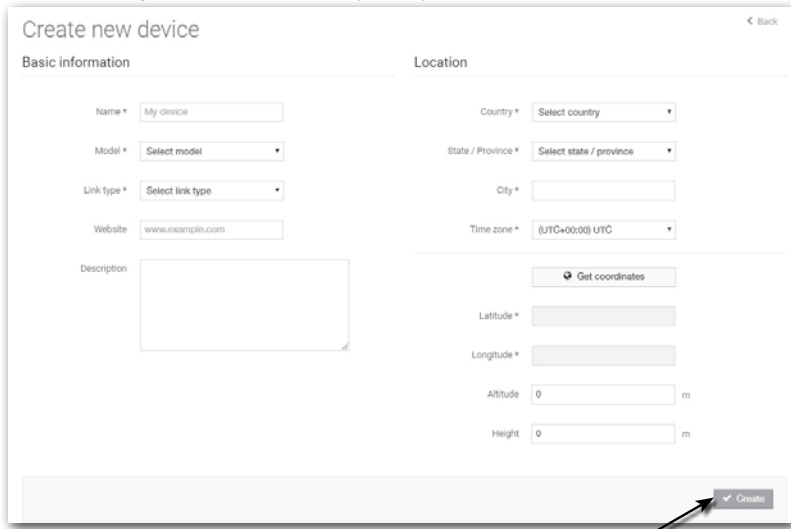 Create new device
Back
Basic information
Name *
My device
Model *
Select model
Link type *
Select link type
Website
www.example.com
Description
Location
Country *
Select country
State / Province *
Select state / province
City *
Time zone *
(UTC+00:00) UTC
Get coordinates
Latitude *
Longitude *
Altitude
0
m
Height
0
m
Create